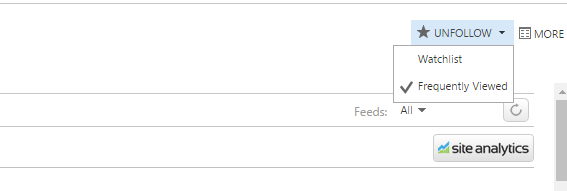 UNFOLLOW
MORE
Watchlist
Frequently Viewed
Feeds: All
site analytics